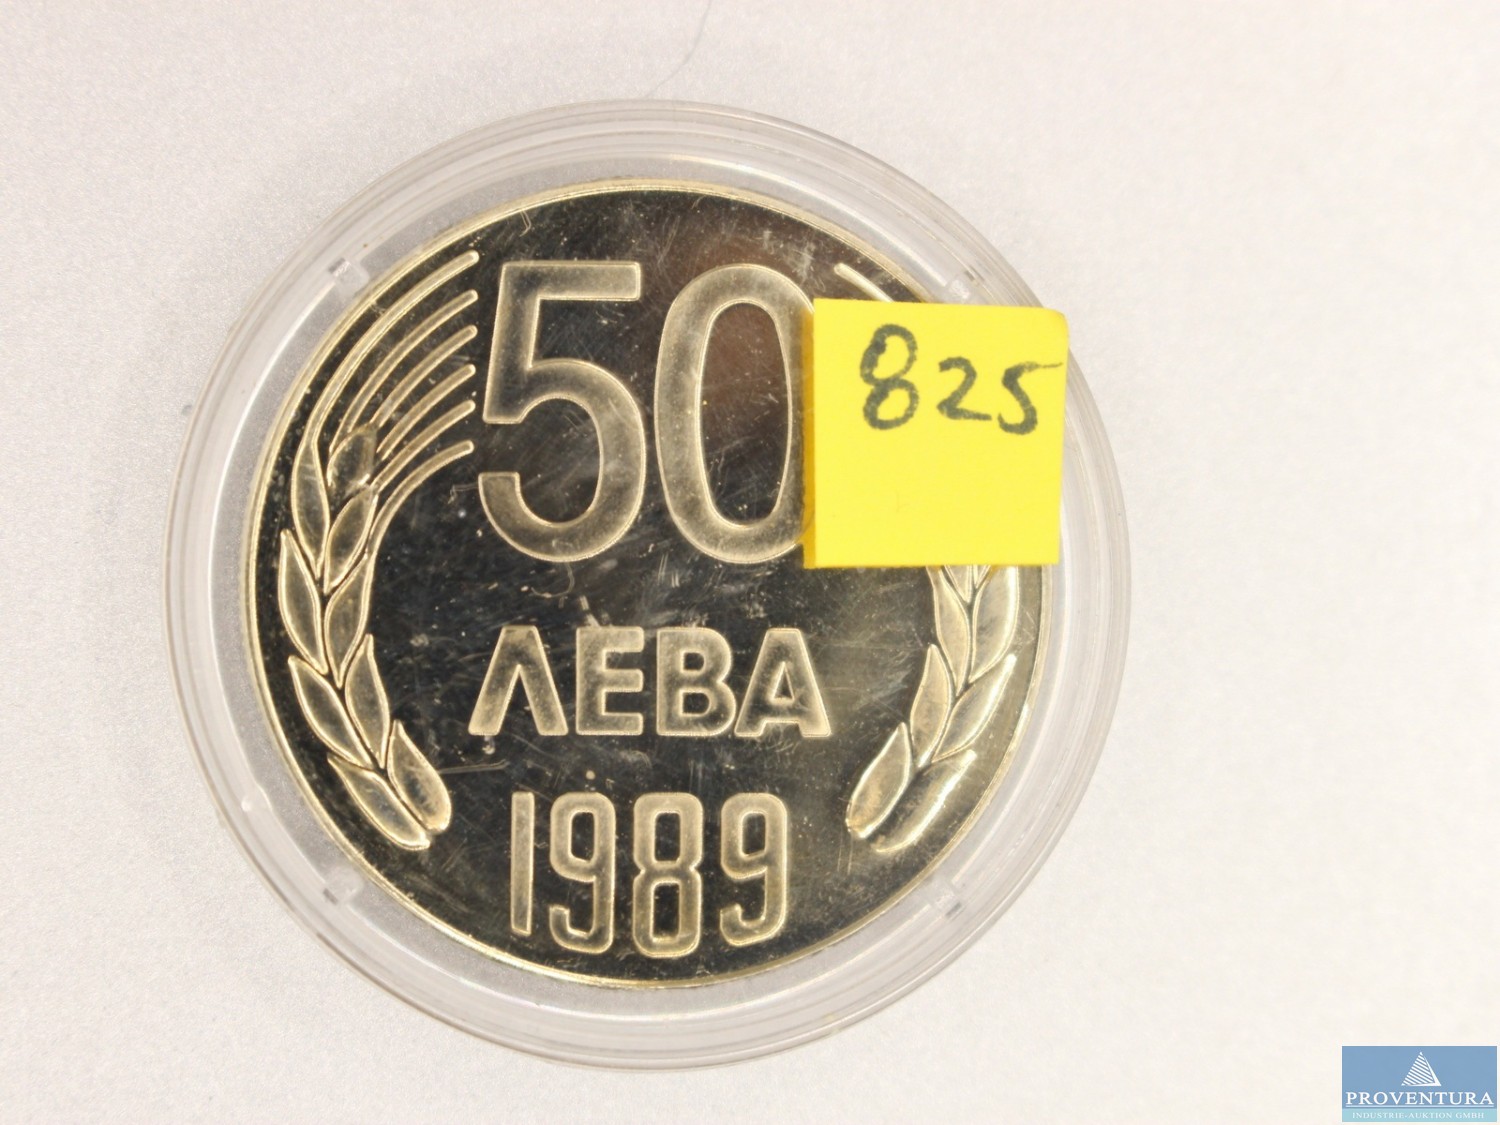 50
825
ЛЕВА
1989
PROVENTURA
INDUSTRIE-AUKTION GMBH